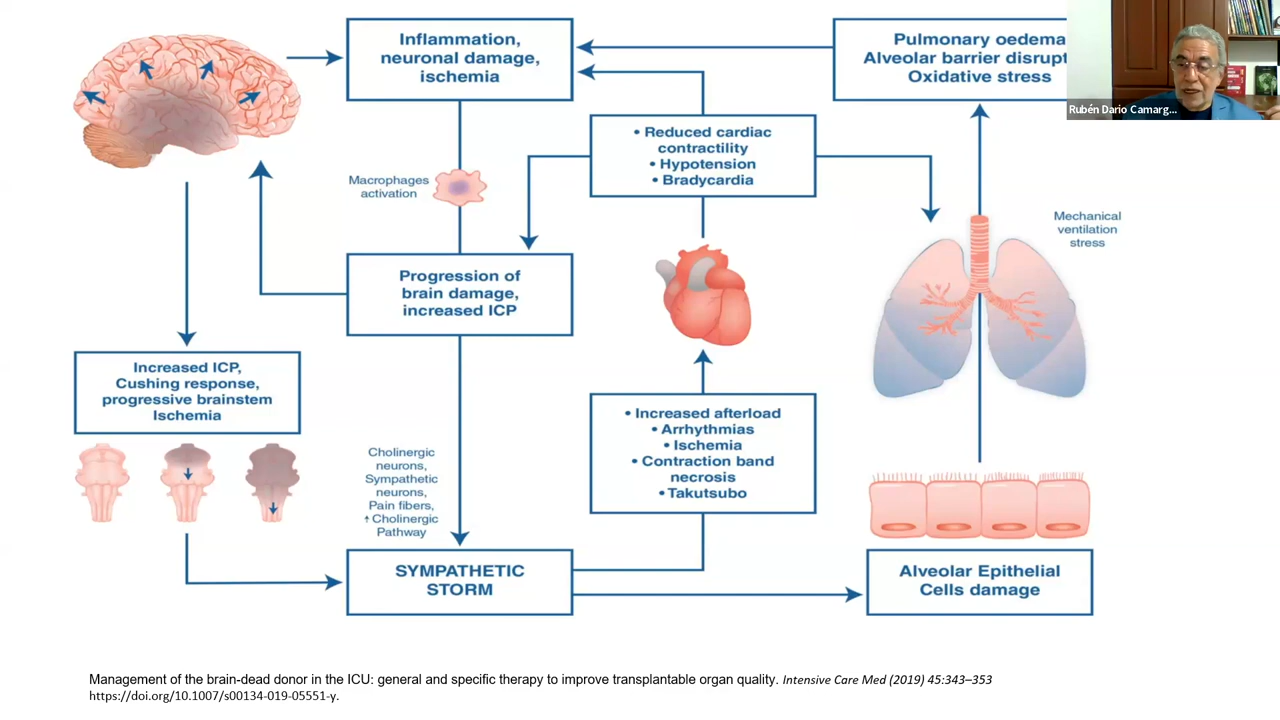 Inflammation,
neuronal damage,
ischemia
Pulmonary oedema
Alveolar barrier
Oxidative stress
Rubén Dario Camarg...
• Reduced cardiac
contractility
• Hypotension
• Bradycardia
Macrophages
activation
Mechanical
ventilation
stress
Progression of
brain damage,
increased ICP
Increased ICP,
Cushing response,
progressive brainstem
Ischemia
• Increased afterload
• Arrhythmias
• Ischemia
• Contraction band
necrosis
• Takutsubo
Cholinergic
neurons,
Sympathetic
neurons,
Pain fibers,
↑ Cholinergic
Pathway
SYMPATHETIC
STORM
Alveolar Epithelial
Cells damage
Management of the brain-dead donor in the ICU: general and specific therapy to improve transplantable organ quality. Intensive Care Med (2019) 45:343–353
https://doi.org/10.1007/s00134-019-05551-y.